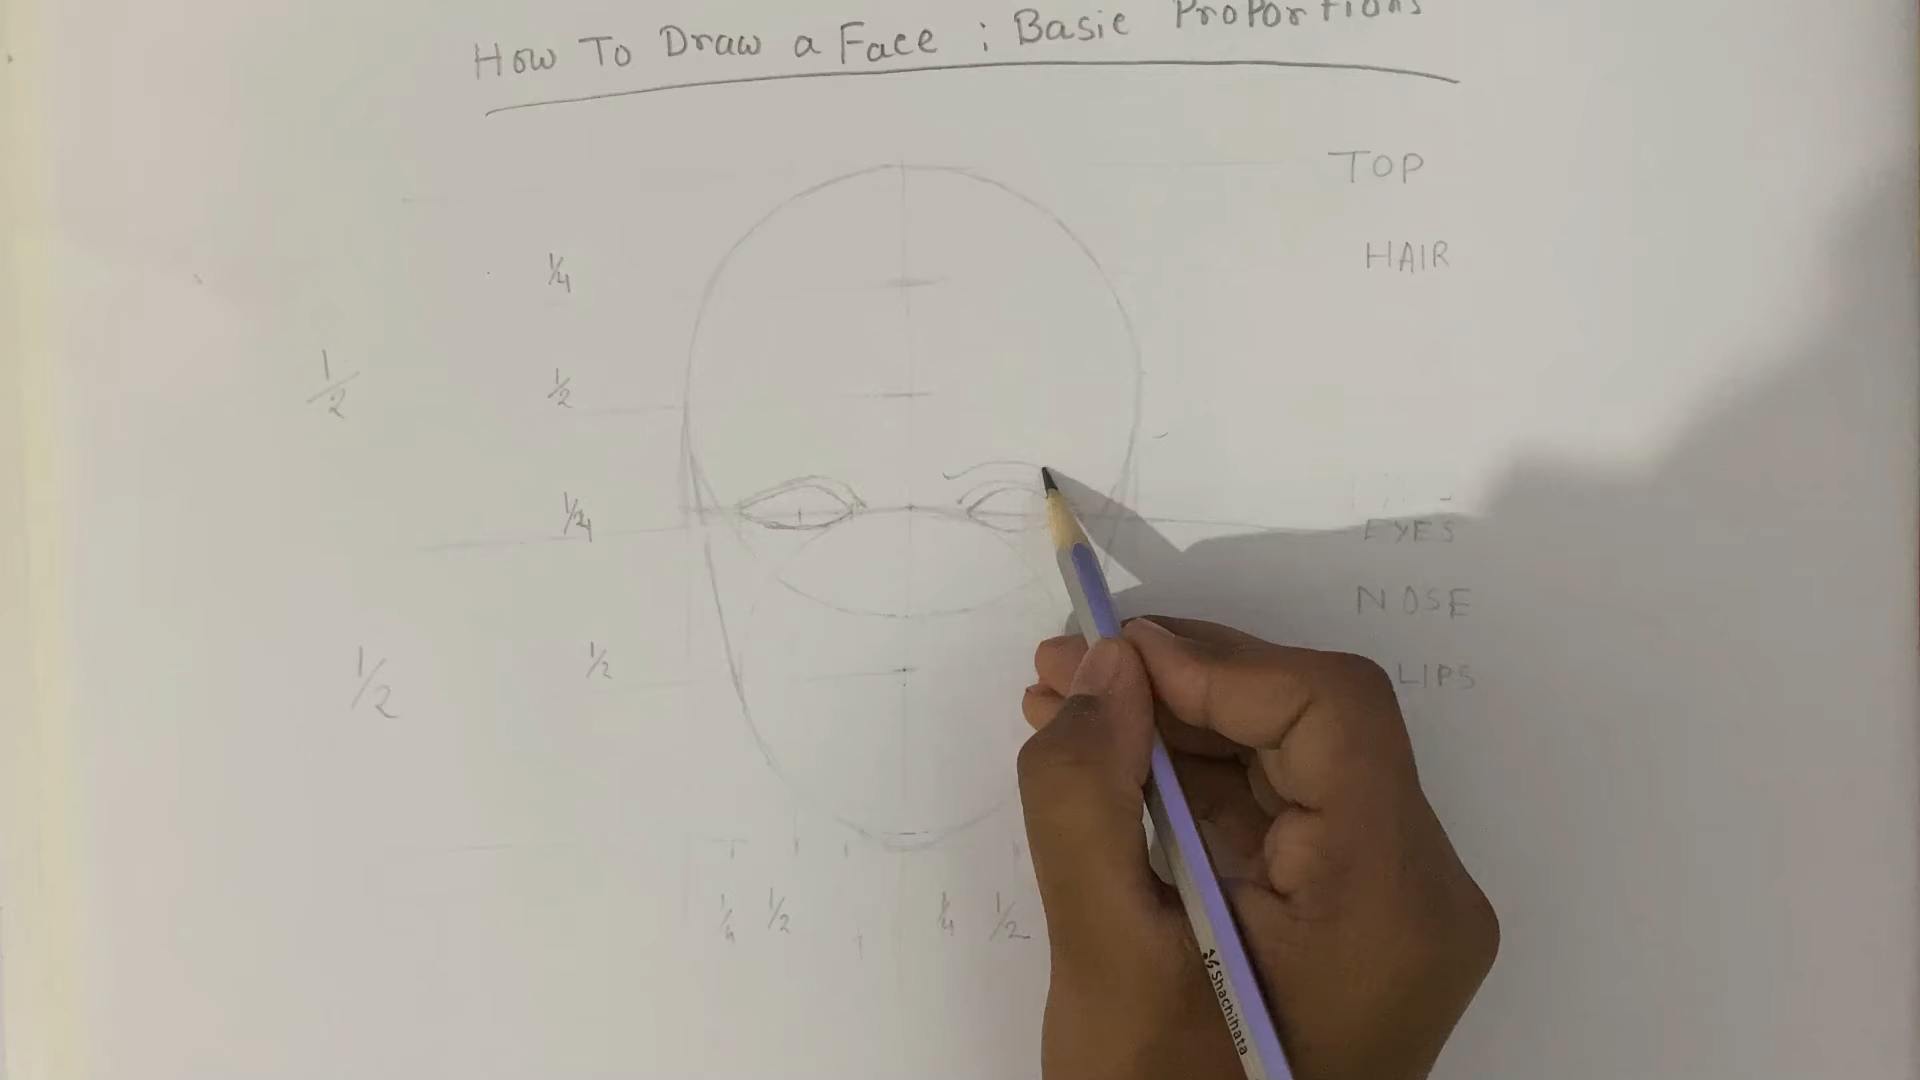 How To Draw a Face : Basic Proportions
TOP
HAIR
1/4
1/2
1/2
1/4
EYES
NOSE
1/2
1/2
LIPS
1/4 1/2 1/4 1/2
Shachihata